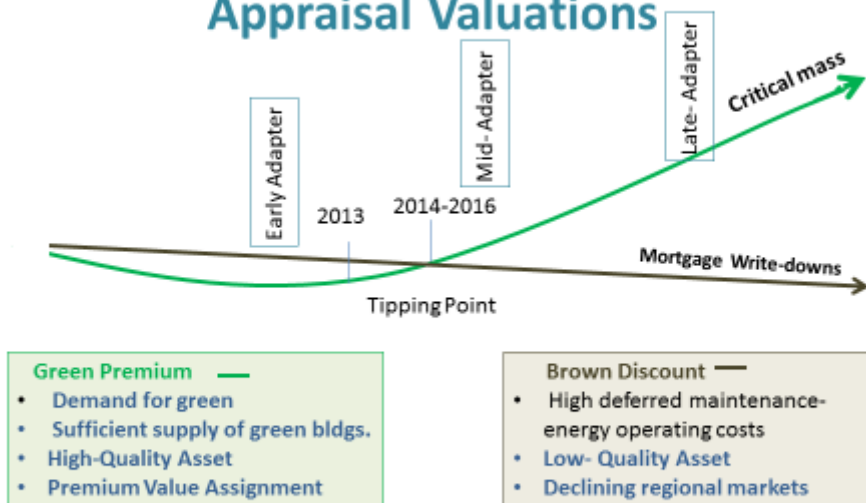 Appraisal Valuations
Early Adapter
Mid- Adapter
Late- Adapter
Critical mass
2013
2014-2016
Mortgage Write-downs
Tipping Point
Green Premium
• Demand for green
• Sufficient supply of green bldgs.
• High-Quality Asset
• Premium Value Assignment
Brown Discount
• High deferred maintenance-
energy operating costs
• Low- Quality Asset
• Declining regional markets